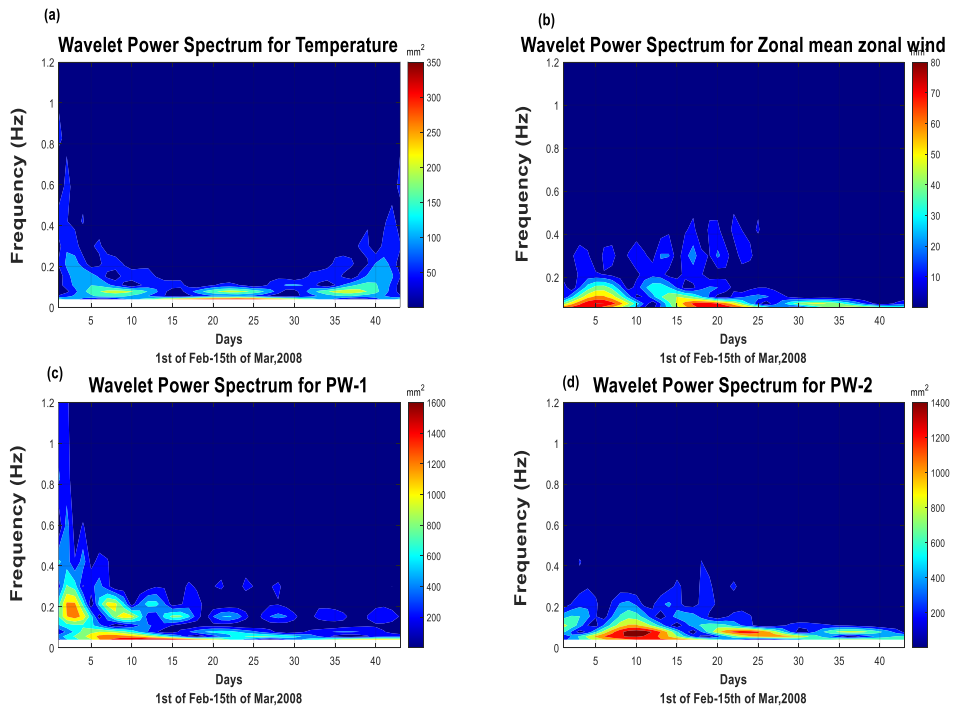 (a)
Wavelet Power Spectrum for Temperature
mm2
Frequency (Hz)
1.2
1
0.8
0.6
0.4
0.2
0
5 10 15 20 25 30 35 40
350
300
250
200
150
100
50
Days
1st of Feb-15th of Mar,2008
(b)
Wavelet Power Spectrum for Zonal mean zonal wind
Frequency (Hz)
1.2
1
0.8
0.6
0.4
0.2
5 10 15 20 25 30 35 40
80
70
60
50
40
30
20
10
Days
1st of Feb-15th of Mar,2008
(c)
Wavelet Power Spectrum for PW-1
mm2
Frequency (Hz)
1.2
1
0.8
0.6
0.4
0.2
0
5 10 15 20 25 30 35 40
1600
1400
1200
1000
800
600
400
200
Days
1st of Feb-15th of Mar,2008
(d)
Wavelet Power Spectrum for PW-2
mm2
Frequency (Hz)
1.2
1
0.8
0.6
0.4
0.2
0
5 10 15 20 25 30 35 40
1400
1200
1000
800
600
400
200
Days
1st of Feb-15th of Mar,2008